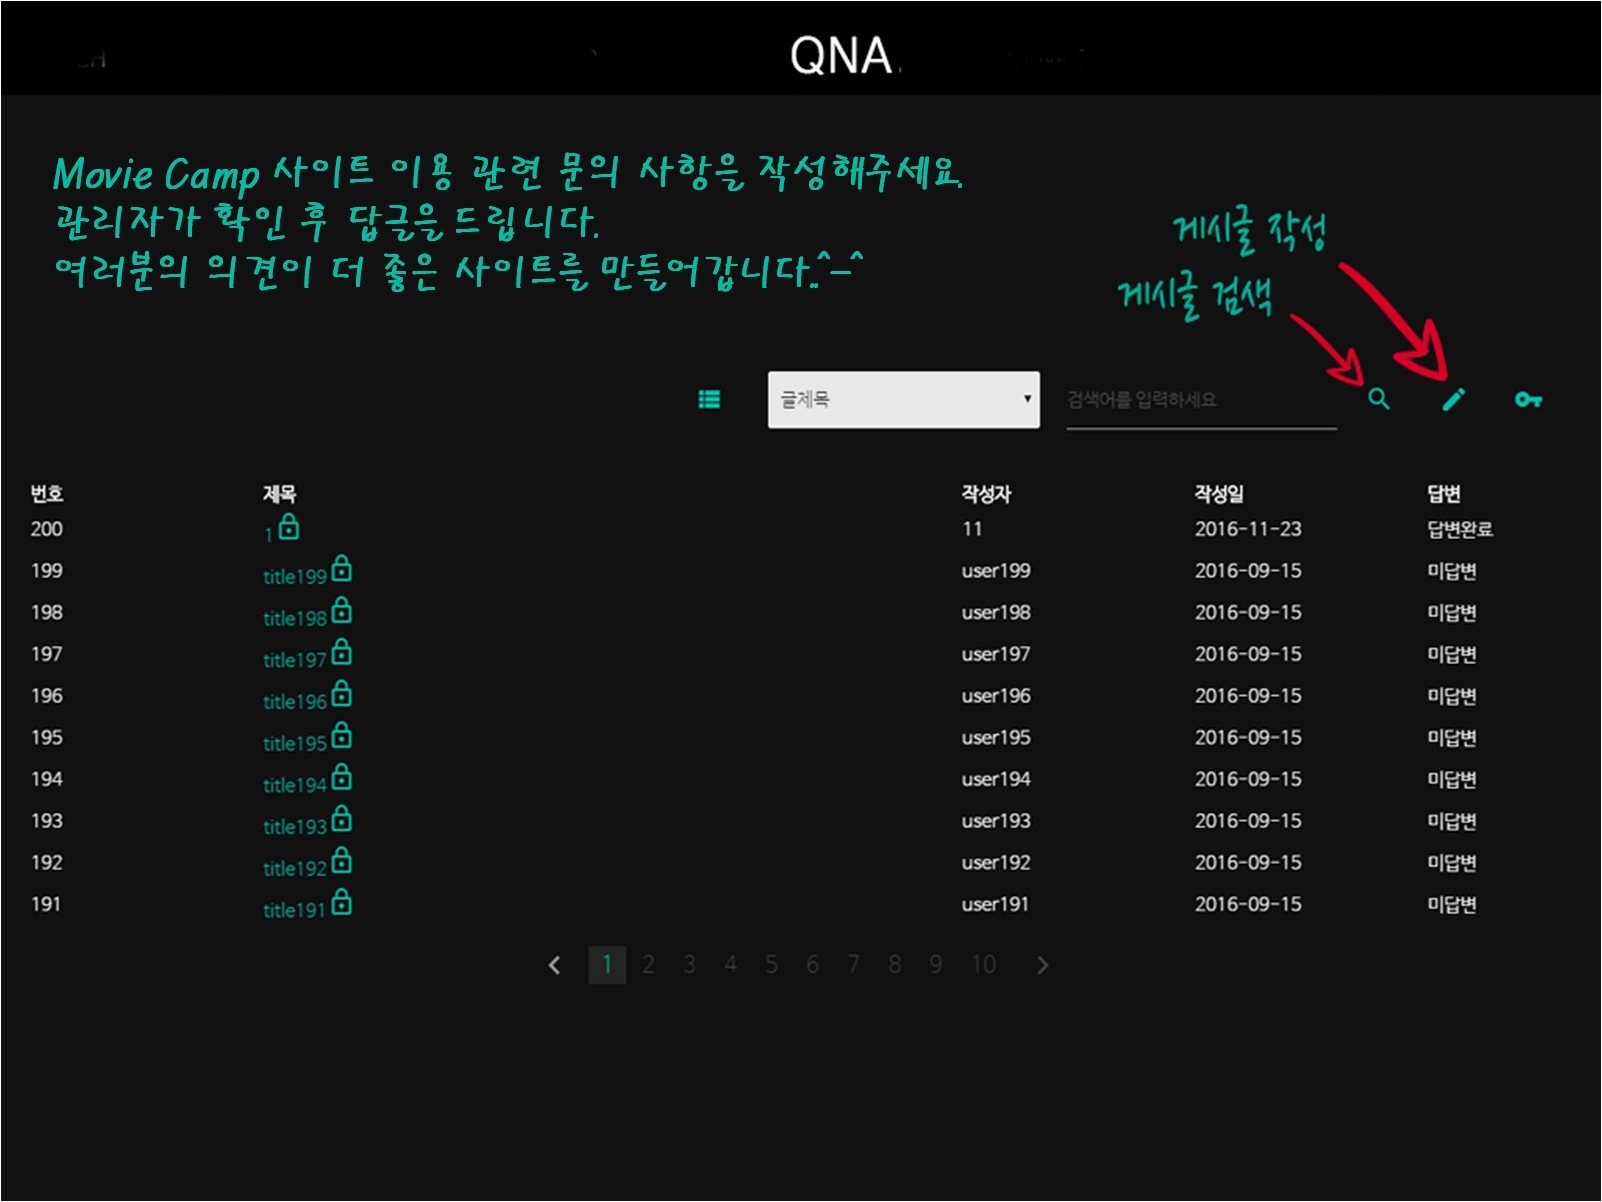 QNA
Movie Camp 사이트 이용 관련 문의 사항을 작성해주세요.
관리자가 확인 후 답글을 드립니다.
여러분의 의견이 더 좋은 사이트를 만들어갑니다..^-^
게시글 작성
게시글 검색
글제목 검색어를 입력하세요
번호 제목 작성자 작성일 답변
200 1 11 2016-11-23 답변완료
199 title199 user199 2016-09-15 미답변
198 title198 user198 2016-09-15 미답변
197 title197 user197 2016-09-15 미답변
196 title196 user196 2016-09-15 미답변
195 title195 user195 2016-09-15 미답변
194 title194 user194 2016-09-15 미답변
193 title193 user193 2016-09-15 미답변
192 title192 user192 2016-09-15 미답변
191 title191 user191 2016-09-15 미답변
1 2 3 4 5 6 7 8 9 10